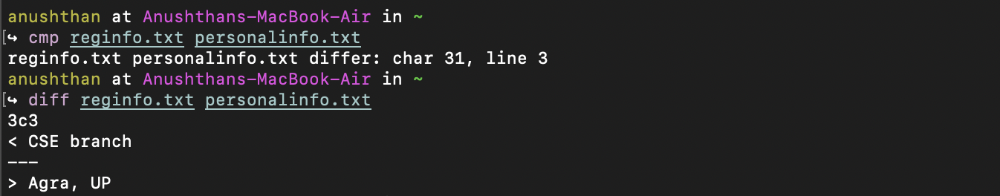 anushthan at Anushthans-MacBook-Air in ~
[↪ cmp reginfo.txt personalinfo.txt
reginfo.txt personalinfo.txt differ: char 31, line 3
anushthan at Anushthans-MacBook-Air in ~
[↪ diff reginfo.txt personalinfo.txt
3c3
< CSE branch
---
> Agra, UP